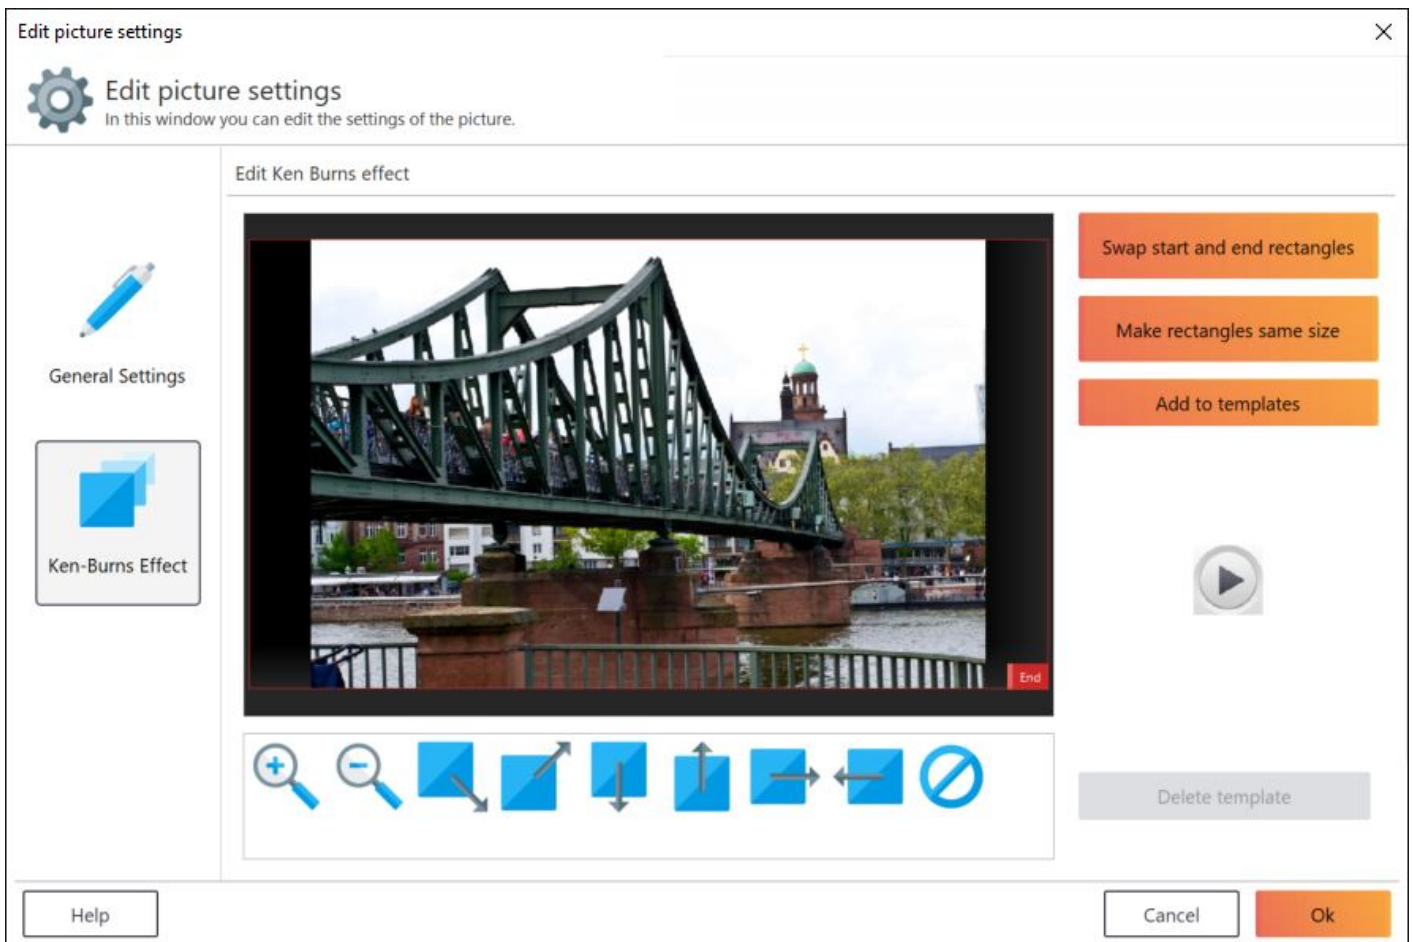 Edit picture settings
Edit picture settings
In this window you can edit the settings of the picture.
Edit Ken Burns effect
General Settings
Ken-Burns Effect
End
Swap start and end rectangles
Make rectangles same size
Add to templates
Delete template
Help
Cancel
Ok